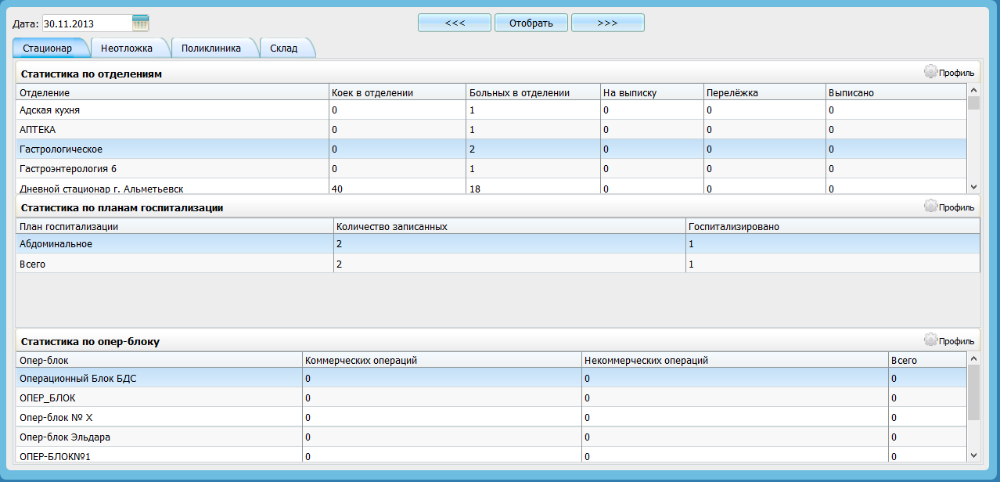 Дата: 30.11.2013 <<< Отобрать >>>
Стационар Неотложка Поликлиника Склад
Статистика по отделениям Профиль
Отделение Коек в отделении Больных в отделении На выписку Перелёжка Выписано
Адская кухня 0 1 0 0 0
АПТЕКА 0 1 0 0 0
Гастрологическое 0 2 0 0 0
Гастроэнтерология 6 0 1 0 0 0
Дневной стационар г. Альметьевск 40 18 0 0 0
Статистика по планам госпитализации Профиль
План госпитализации Количество записанных Госпитализировано
Абдоминальное 2 1
Всего 2 1
Статистика по опер-блоку Профиль
Опер-блок Коммерческих операций Некоммерческих операций Всего
Операционный Блок БДС 0 0 0
ОПЕР_БЛОК 0 0 0
Опер-блок № X 0 0 0
Опер-блок Эльдара 0 0 0
ОПЕР-БЛОК№1 0 0 0